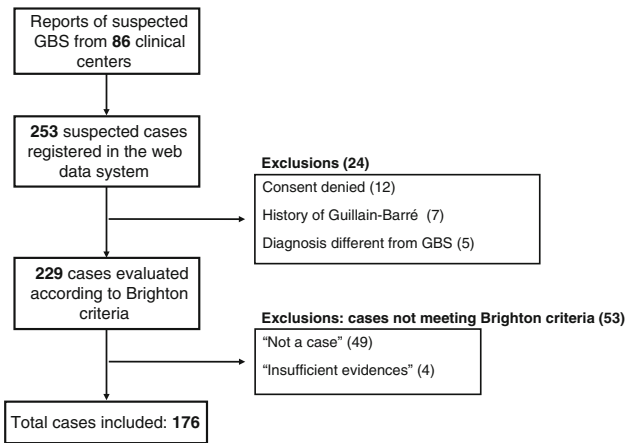 Reports of suspected
GBS from 86 clinical
centers
253 suspected cases
registered in the web
data system
Exclusions (24)
Consent denied (12)
History of Guillain-Barré (7)
Diagnosis different from GBS (5)
229 cases evaluated
according to Brighton
criteria
Exclusions: cases not meeting Brighton criteria (53)
“Not a case” (49)
“Insufficient evidences” (4)
Total cases included: 176